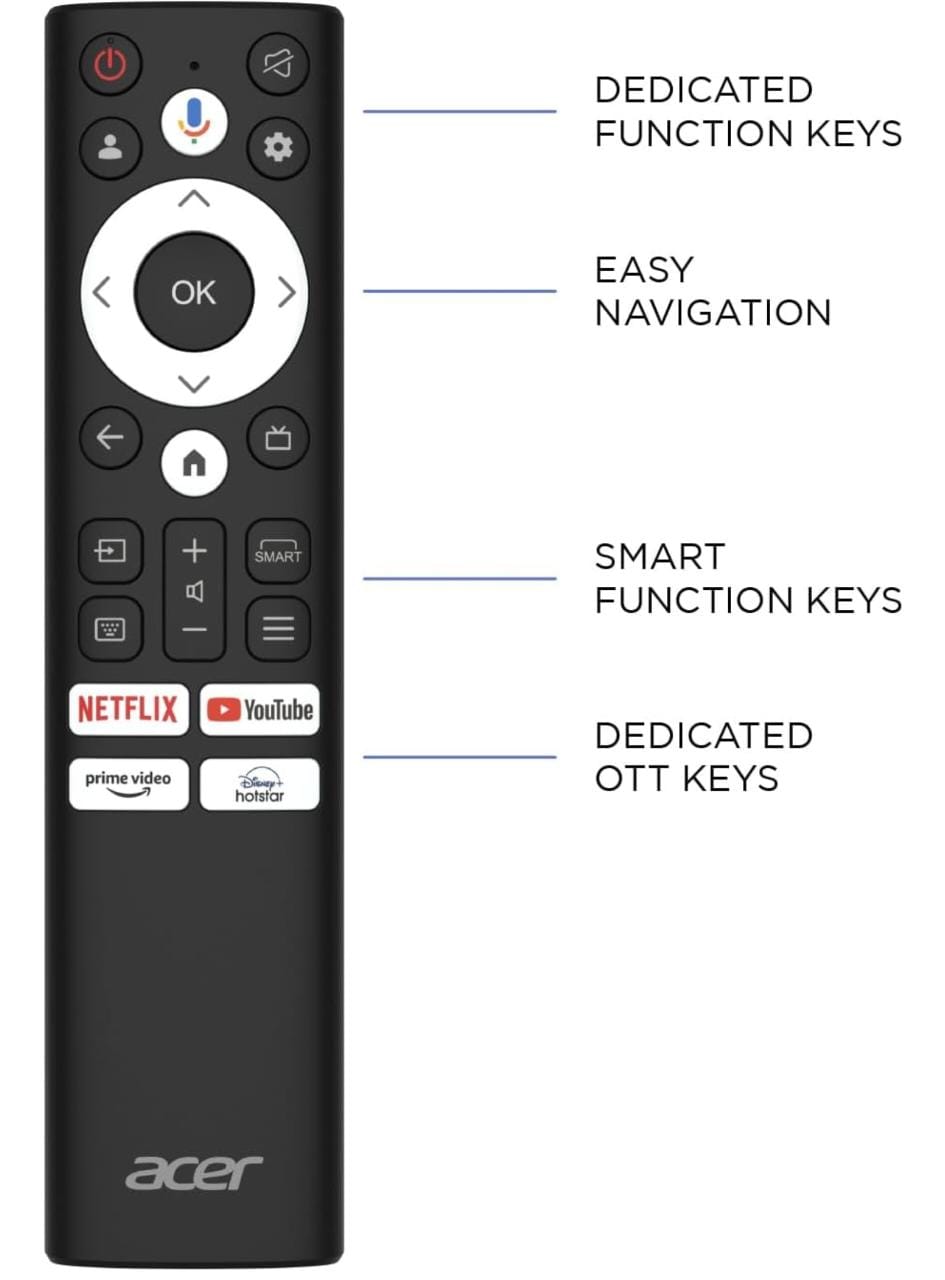 DEDICATED
FUNCTION KEYS
OK
EASY
NAVIGATION
SMART
SMART
FUNCTION KEYS
NETFLIX
YouTube
prime video
Disney+
hotstar
DEDICATED
OTT KEYS
acer